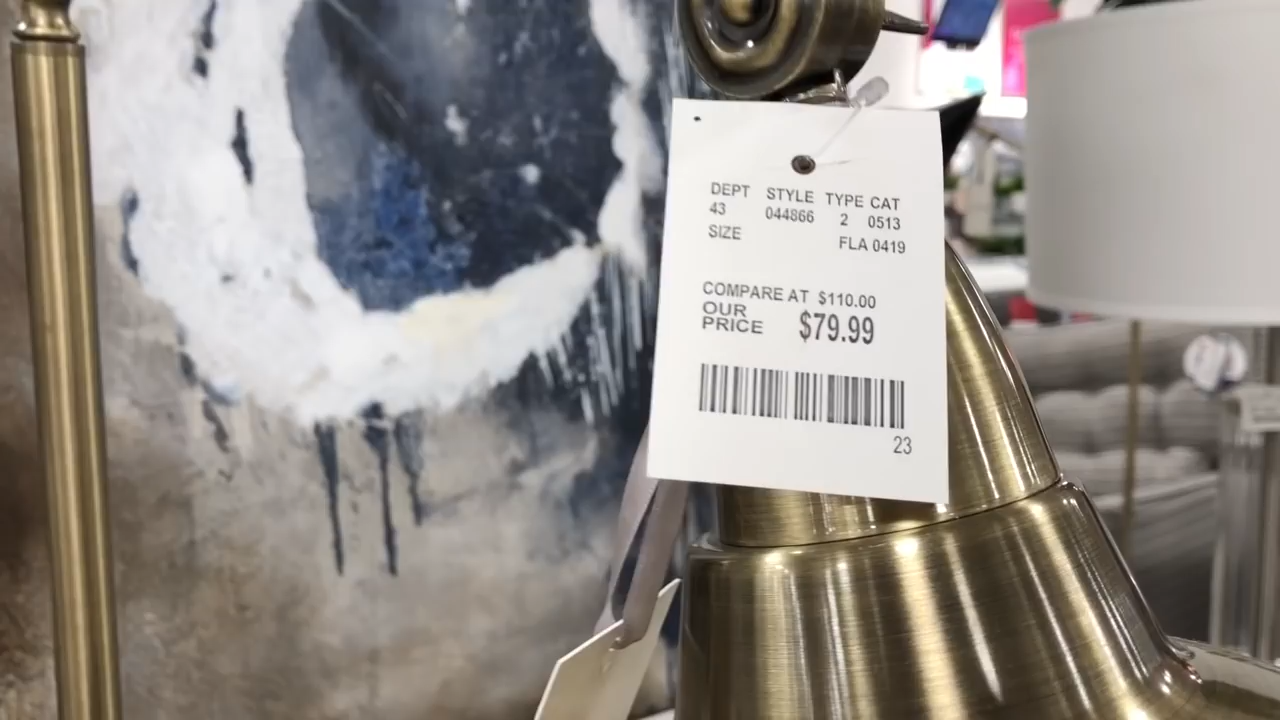 DEPT STYLE TYPE CAT
43 044866 2 0513
SIZE FLA 0419
COMPARE AT $110.00
OUR PRICE $79.99
23